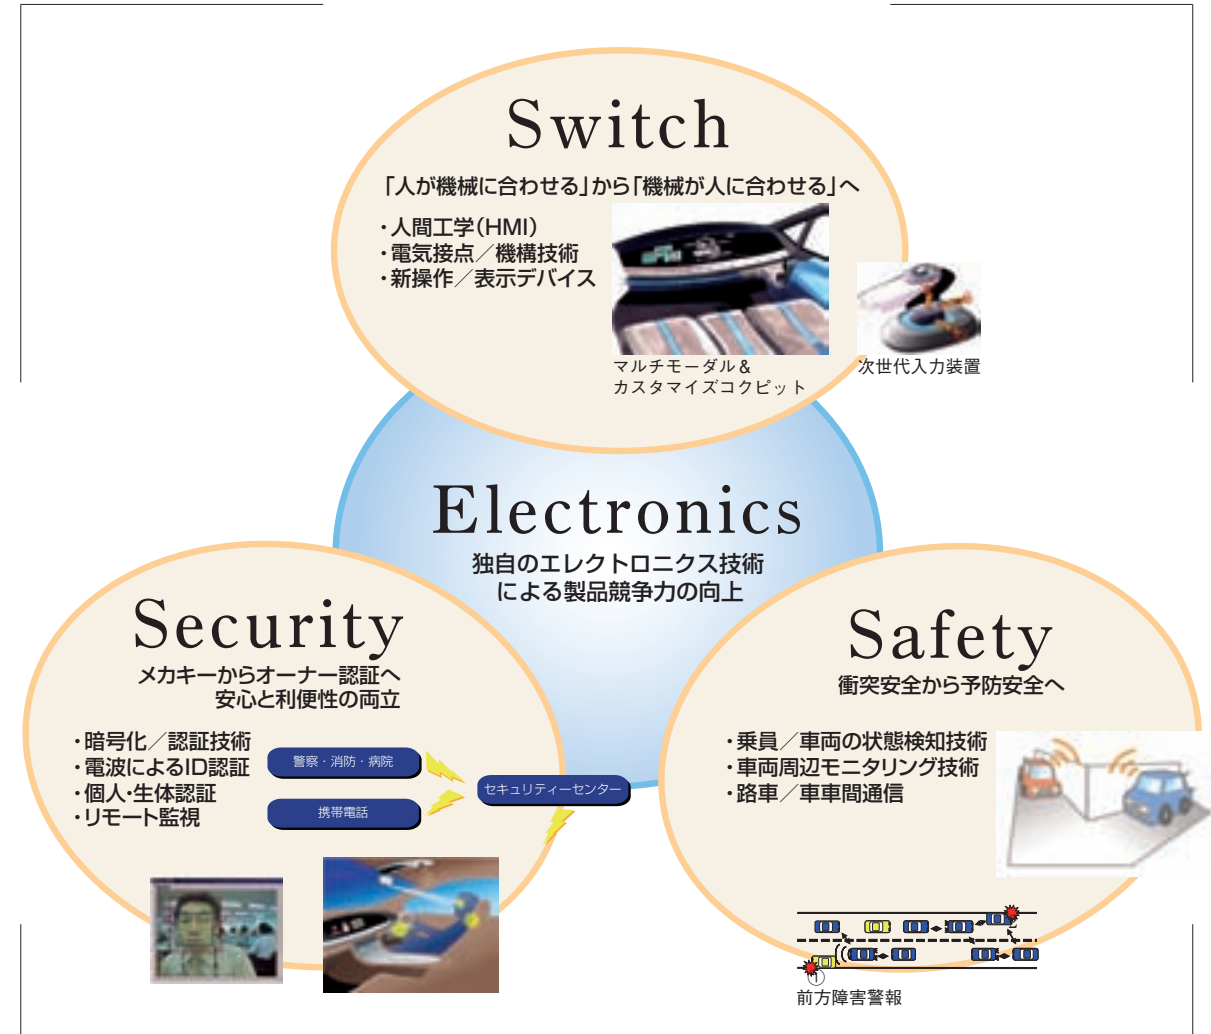 Switch
「人が機械に合わせる」から「機械が人に合わせる」へ
・人間工学(HMI)
・電気接点／機構技術
・新操作／表示デバイス
マルチモーダル＆
カスタマイズコクピット
次世代入力装置
Electronics
独自のエレクトロニクス技術
による製品競争力の向上
Security
メカキーからオーナー認証へ
安心と利便性の両立
・暗号化／認証技術
・電波によるID認証
・個人・生体認証
・リモート監視
警察・消防・病院
携帯電話
セキュリティーセンター
Safety
衝突安全から予防安全へ
・乗員／車両の状態検知技術
・車両周辺モニタリング技術
・路車／車車間通信
2
①
前方障害警報